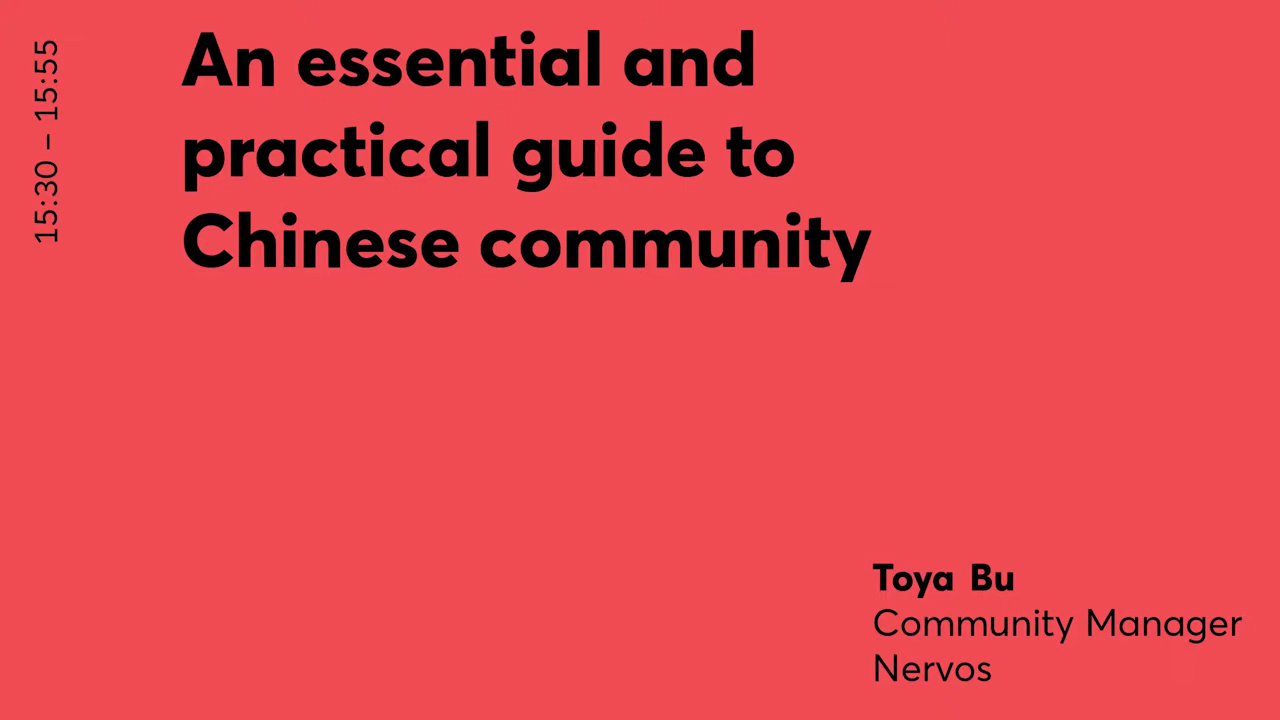 15:30 – 15:55
An essential and
practical guide to
Chinese community
Toya Bu
Community Manager
Nervos